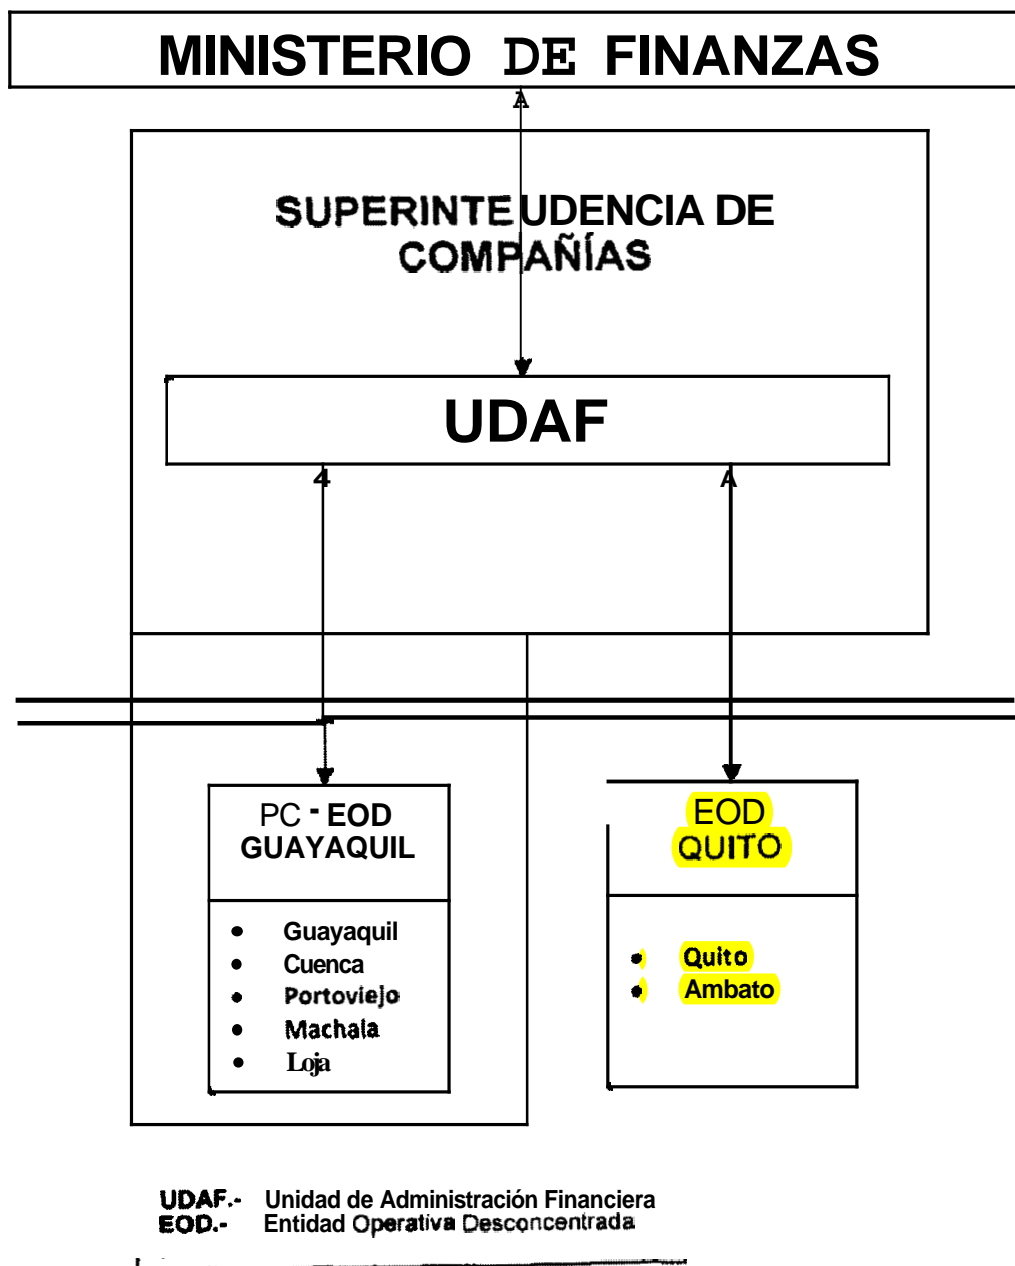 MINISTERIO DE FINANZAS
A
SUPERINTE UDENCIA DE
COMPAÑÍAS
UDAF
4 A
PC - EOD
GUAYAQUIL
• Guayaquil
• Cuenca
• Portoviejo
• Machala
• Loja
EOD
QUITO
• Quito
• Ambato
UDAF.- Unidad de Administración Financiera
EOD.- Entidad Operativa Desconcentrada